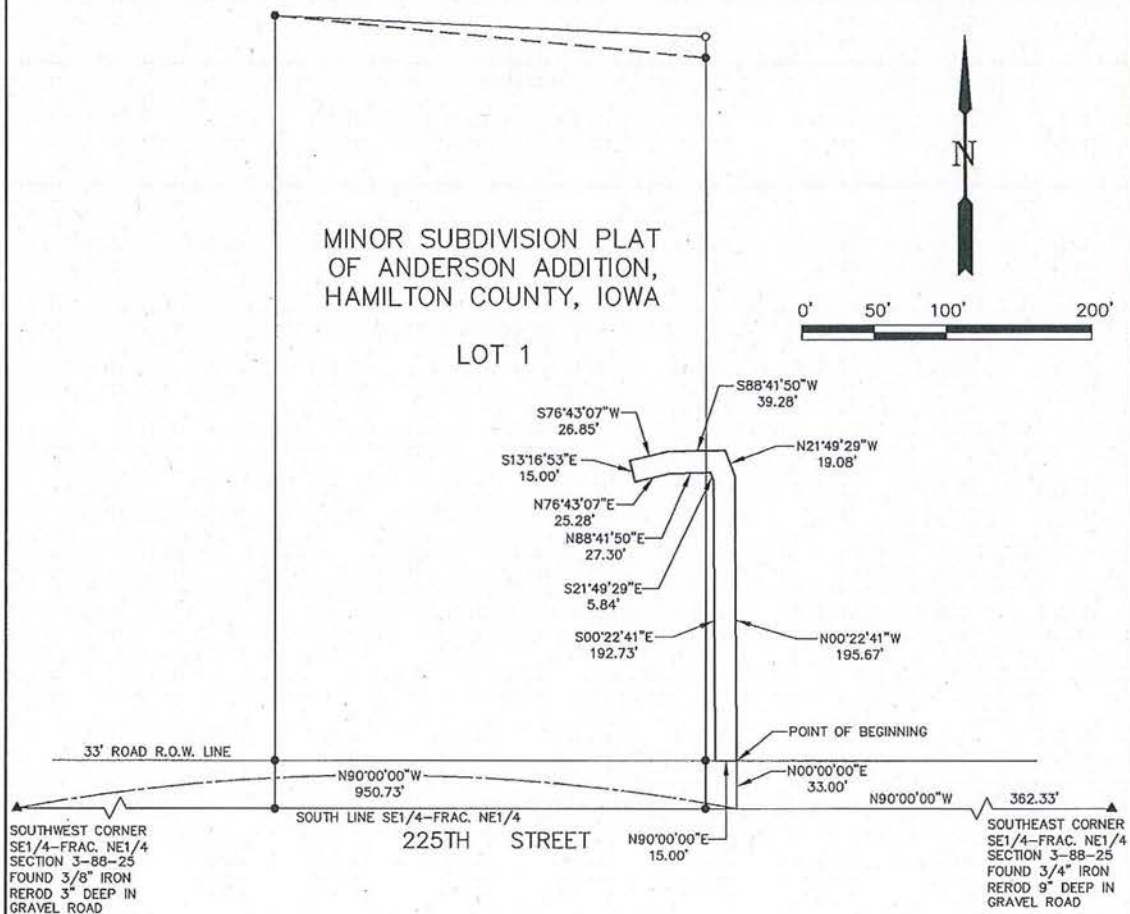 MINOR SUBDIVISION PLAT
OF ANDERSON ADDITION,
HAMILTON COUNTY, IOWA
LOT 1
N
0' 50' 100' 200'
S88°41'50"W
39.28'
S76°43'07"W
26.85'
N21°49'29"W
19.08'
S13°16'53"E
15.00'
N76°43'07"E
25.28'
N88°41'50"E
27.30'
S21°49'29"E
5.84'
S00°22'41"E
192.73'
N00°22'41"W
195.67'
POINT OF BEGINNING
33' ROAD R.O.W. LINE
N90°00'00"W
950.73'
N00°00'00"E
33.00'
N90°00'00"W 362.33'
SOUTH LINE SE1/4-FRAC. NE1/4
225TH STREET
N90°00'00"E
15.00'
SOUTHWEST CORNER
SE1/4-FRAC. NE1/4
SECTION 3-88-25
FOUND 3/8" IRON
REROD 3" DEEP IN
GRAVEL ROAD
SOUTHEAST CORNER
SE1/4-FRAC. NE1/4
SECTION 3-88-25
FOUND 3/4" IRON
REROD 9" DEEP IN
GRAVEL ROAD